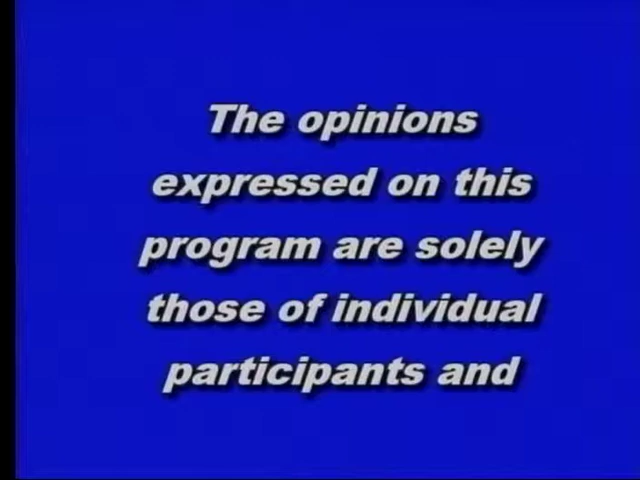 The opinions
expressed on this
program are solely
those of individual
participants and